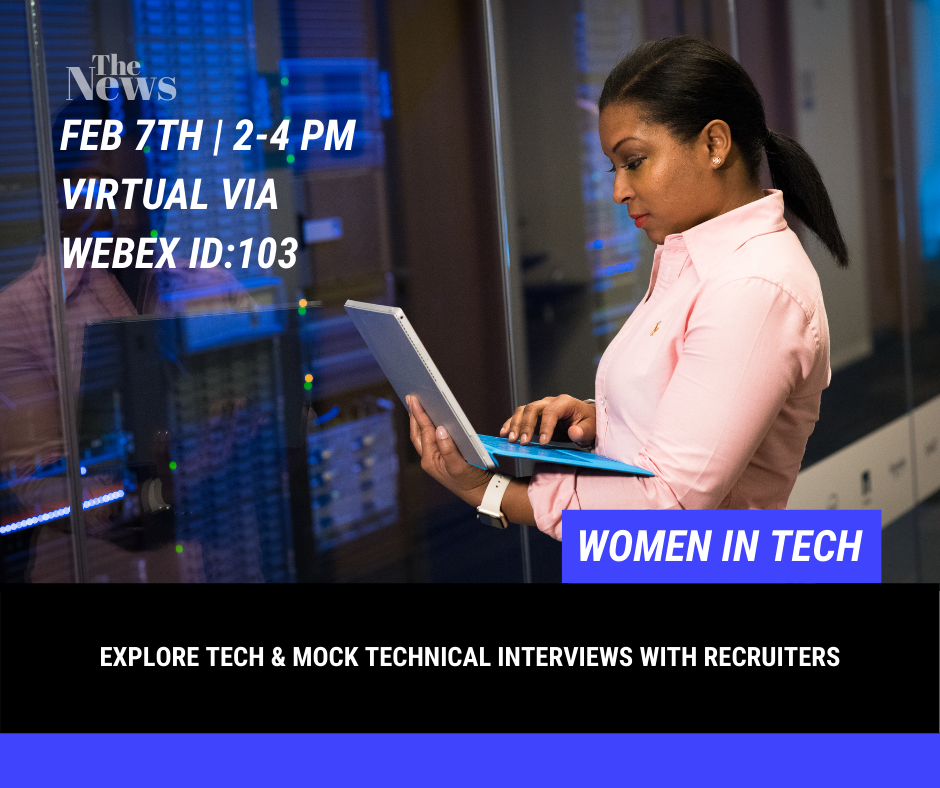 The
News
FEB 7TH | 2-4 PM
VIRTUAL VIA
WEBEX ID:103
WOMEN IN TECH
EXPLORE TECH & MOCK TECHNICAL INTERVIEWS WITH RECRUITERS